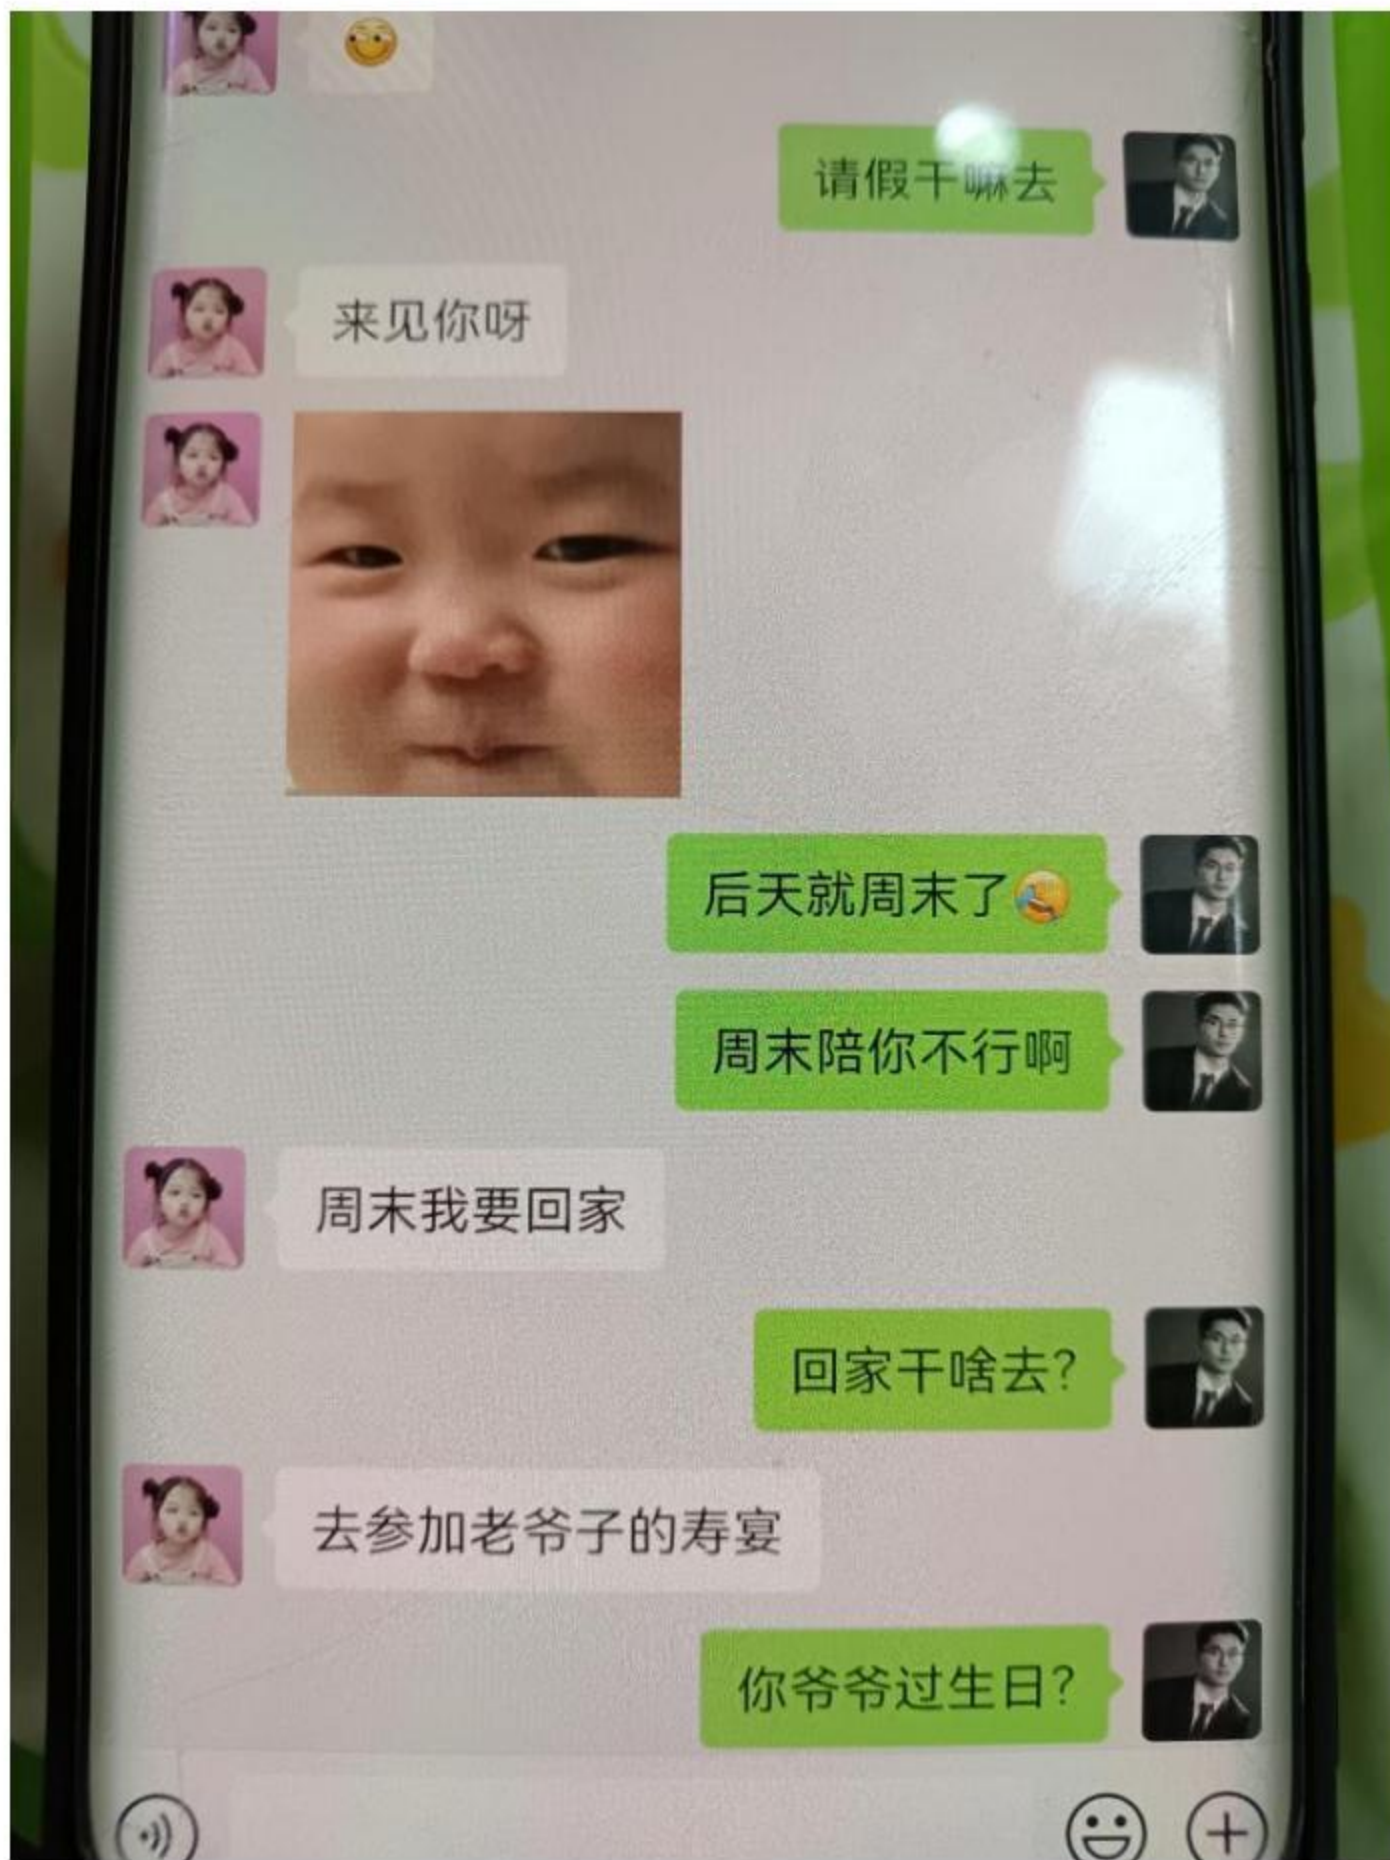 请假干嘛去
来见你呀
后天就周末了
周末陪你不行啊
周末我要回家
回家干啥去?
去参加老爷子的寿宴
你爷爷过生日?